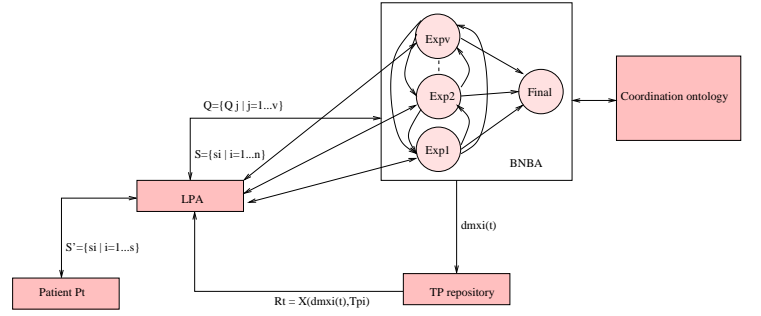 Expv
Q={Q j | j=1...v}
Exp2
Final
Coordination ontology
S={si | i=1...n}
Exp1
BNBA
LPA
dmxi(t)
S'={si | i=1...s}
Patient Pt
TP repository
Rt = X(dmxi(t),Tpi)